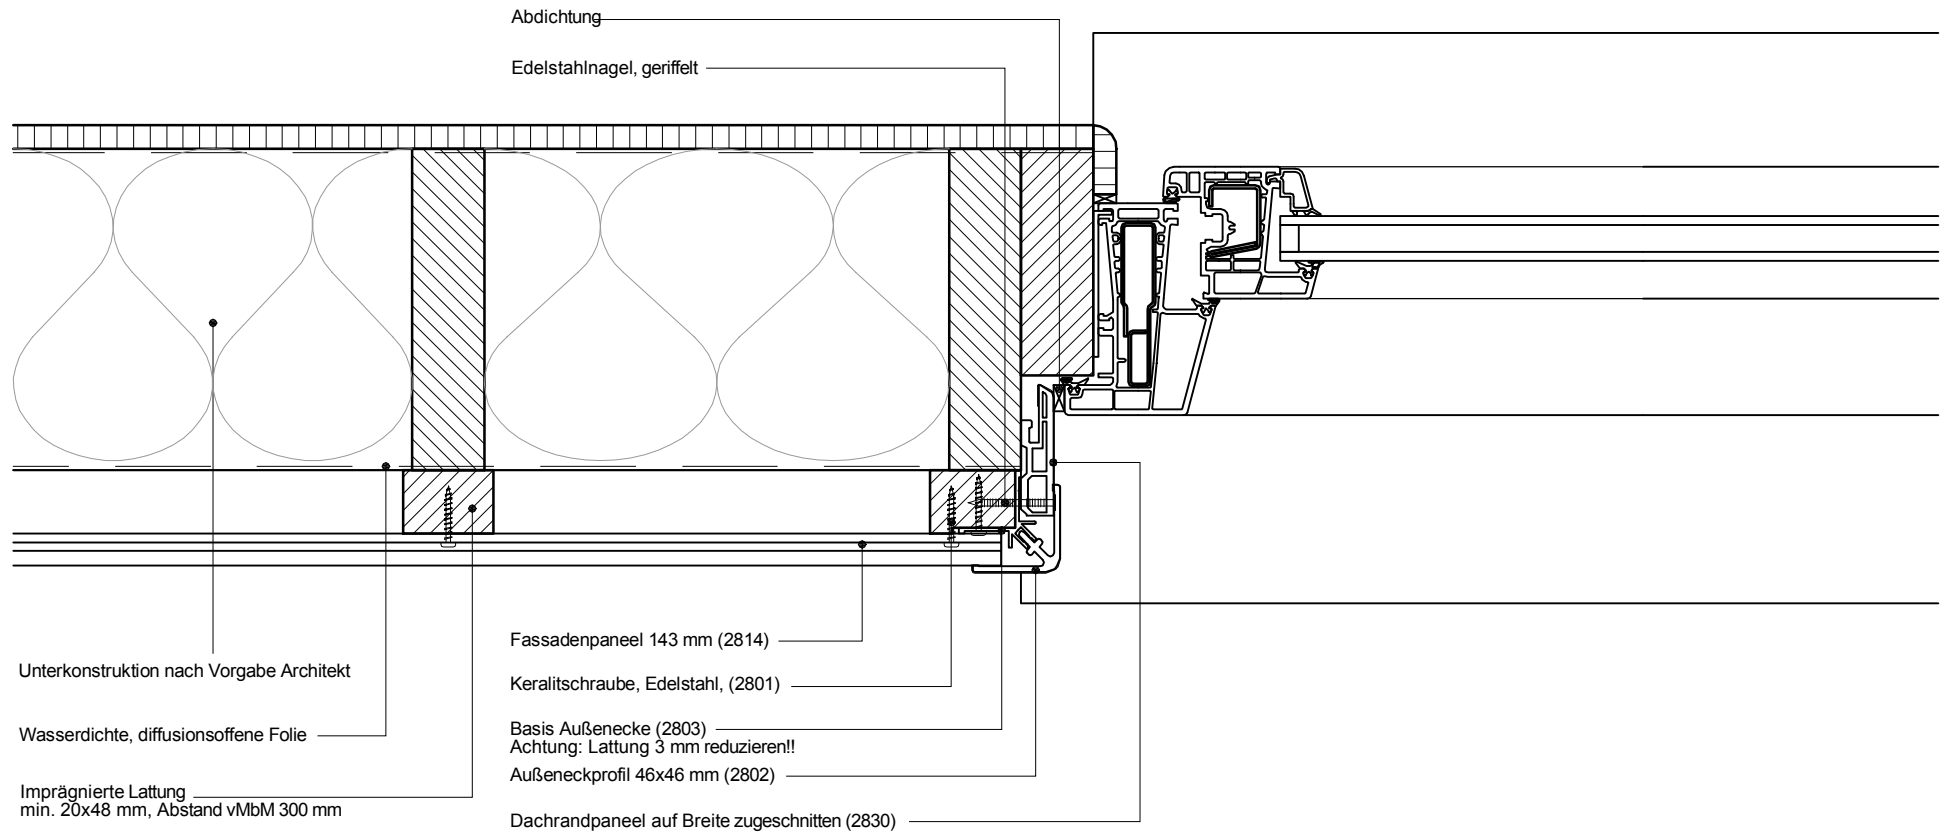 Abdichtung
Edelstahlnagel, geriffelt
Fassadenpaneel 143 mm (2814)
Unterkonstruktion nach Vorgabe Architekt
Keralitschraube, Edelstahl, (2801)
Wasserdichte, diffusionsoffene Folie
Basis Außenecke (2803)
Achtung: Lattung 3 mm reduzieren!!
Außeneckprofil 46x46 mm (2802)
Imprägnierte Lattung
min. 20x48 mm, Abstand vMbM 300 mm
Dachrandpaneel auf Breite zugeschnitten (2830)